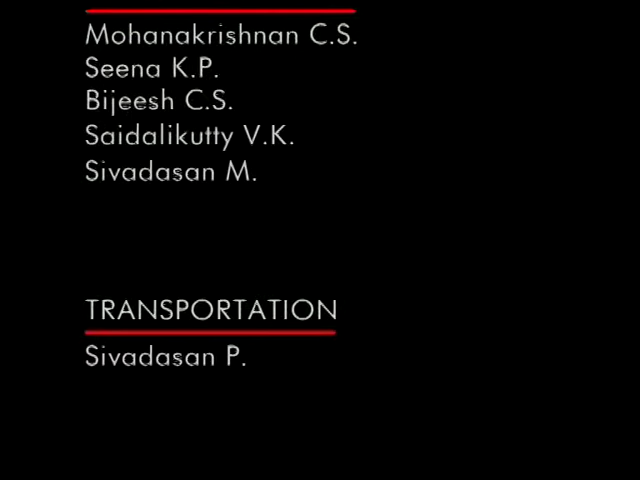 Mohanakrishnan C.S.
Seena K.P.
Bijeesh C.S.
Saidalikutty V.K.
Sivadasan M.
TRANSPORTATION
Sivadasan P.